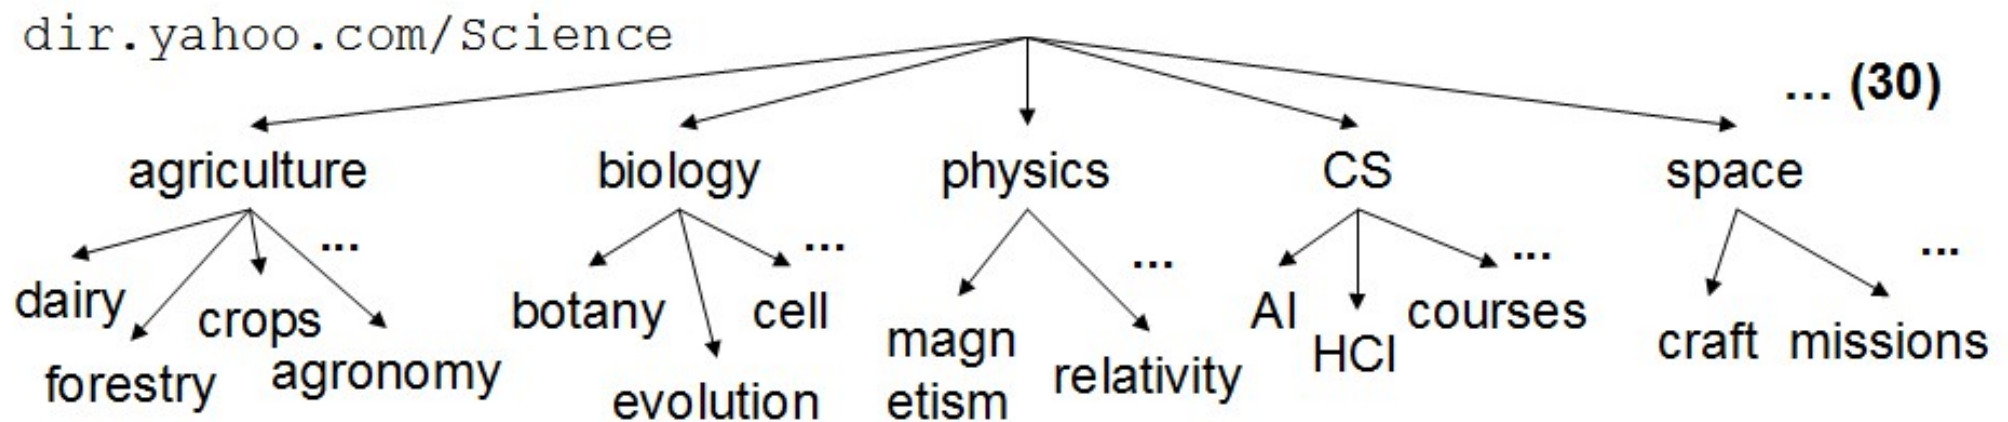 dir.yahoo.com/Science
... (30)
agriculture biology physics CS space
... ... ... ... ...
dairy crops botany cell AI courses
forestry agronomy evolution magn
etism relativity HCI craft missions